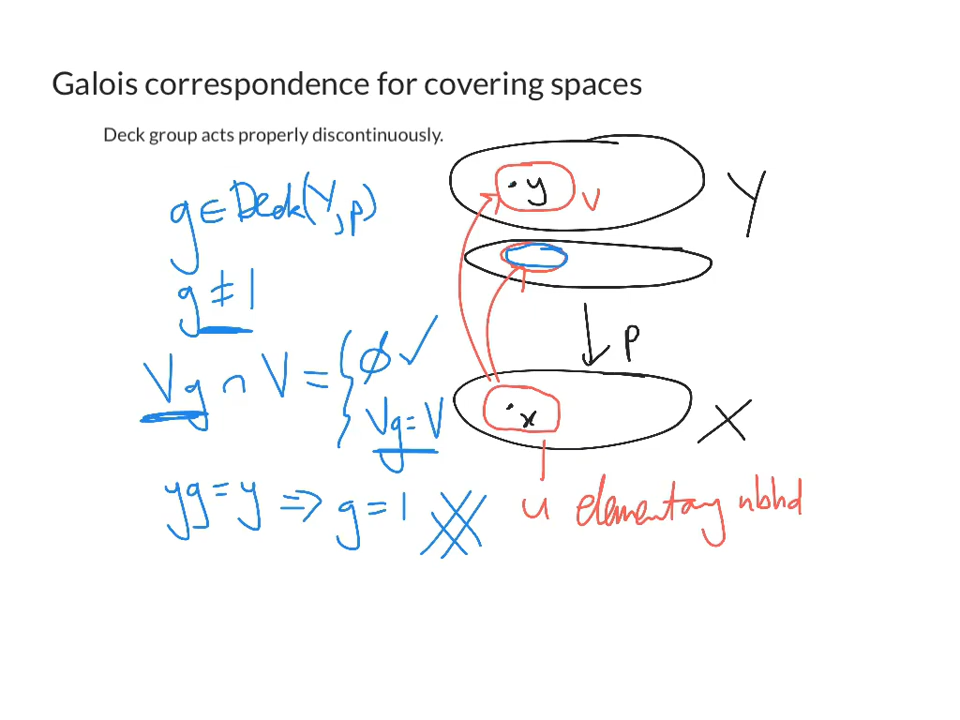 Galois correspondence for covering spaces
Deck group acts properly discontinuously.
g ∈ Deck(Y, p)
g ≠ 1
Vg ∩ V = { ∅ ✓
Vg = V
yg = y ⇒ g = 1
y
V
Y
p
x
X
u elementary nbhd